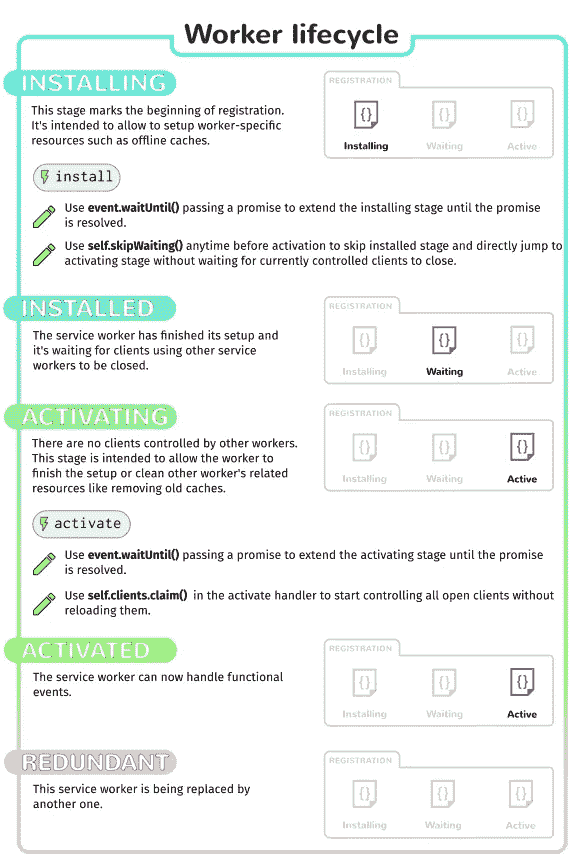 Worker lifecycle
INSTALLING
This stage marks the beginning of registration.
It's intended to allow to setup worker-specific
resources such as offline caches.
REGISTRATION
{}
{}
{}
Installing
Waiting
Active
install
Use event.waitUntil() passing a promise to extend the installing stage until the promise
is resolved.
Use self.skipWaiting() anytime before activation to skip installed stage and directly jump to
activating stage without waiting for currently controlled clients to close.
INSTALLED
The service worker has finished its setup and
it's waiting for clients using other service
workers to be closed.
REGISTRATION
{}
{}
{}
Installing
Waiting
Active
ACTIVATING
There are no clients controlled by other workers.
This stage is intended to allow the worker to
finish the setup or clean other worker's related
resources like removing old caches.
REGISTRATION
{}
{}
{}
Installing
Waiting
Active
activate
Use event.waitUntil() passing a promise to extend the activating stage until the promise
is resolved.
Use self.clients.claim() in the activate handler to start controlling all open clients without
reloading them.
ACTIVATED
The service worker can now handle functional
events.
REGISTRATION
{}
{}
{}
Installing
Waiting
Active
REDUNDANT
This service worker is being replaced by
another one.
REGISTRATION
{}
{}
{}
Installing
Waiting
Active